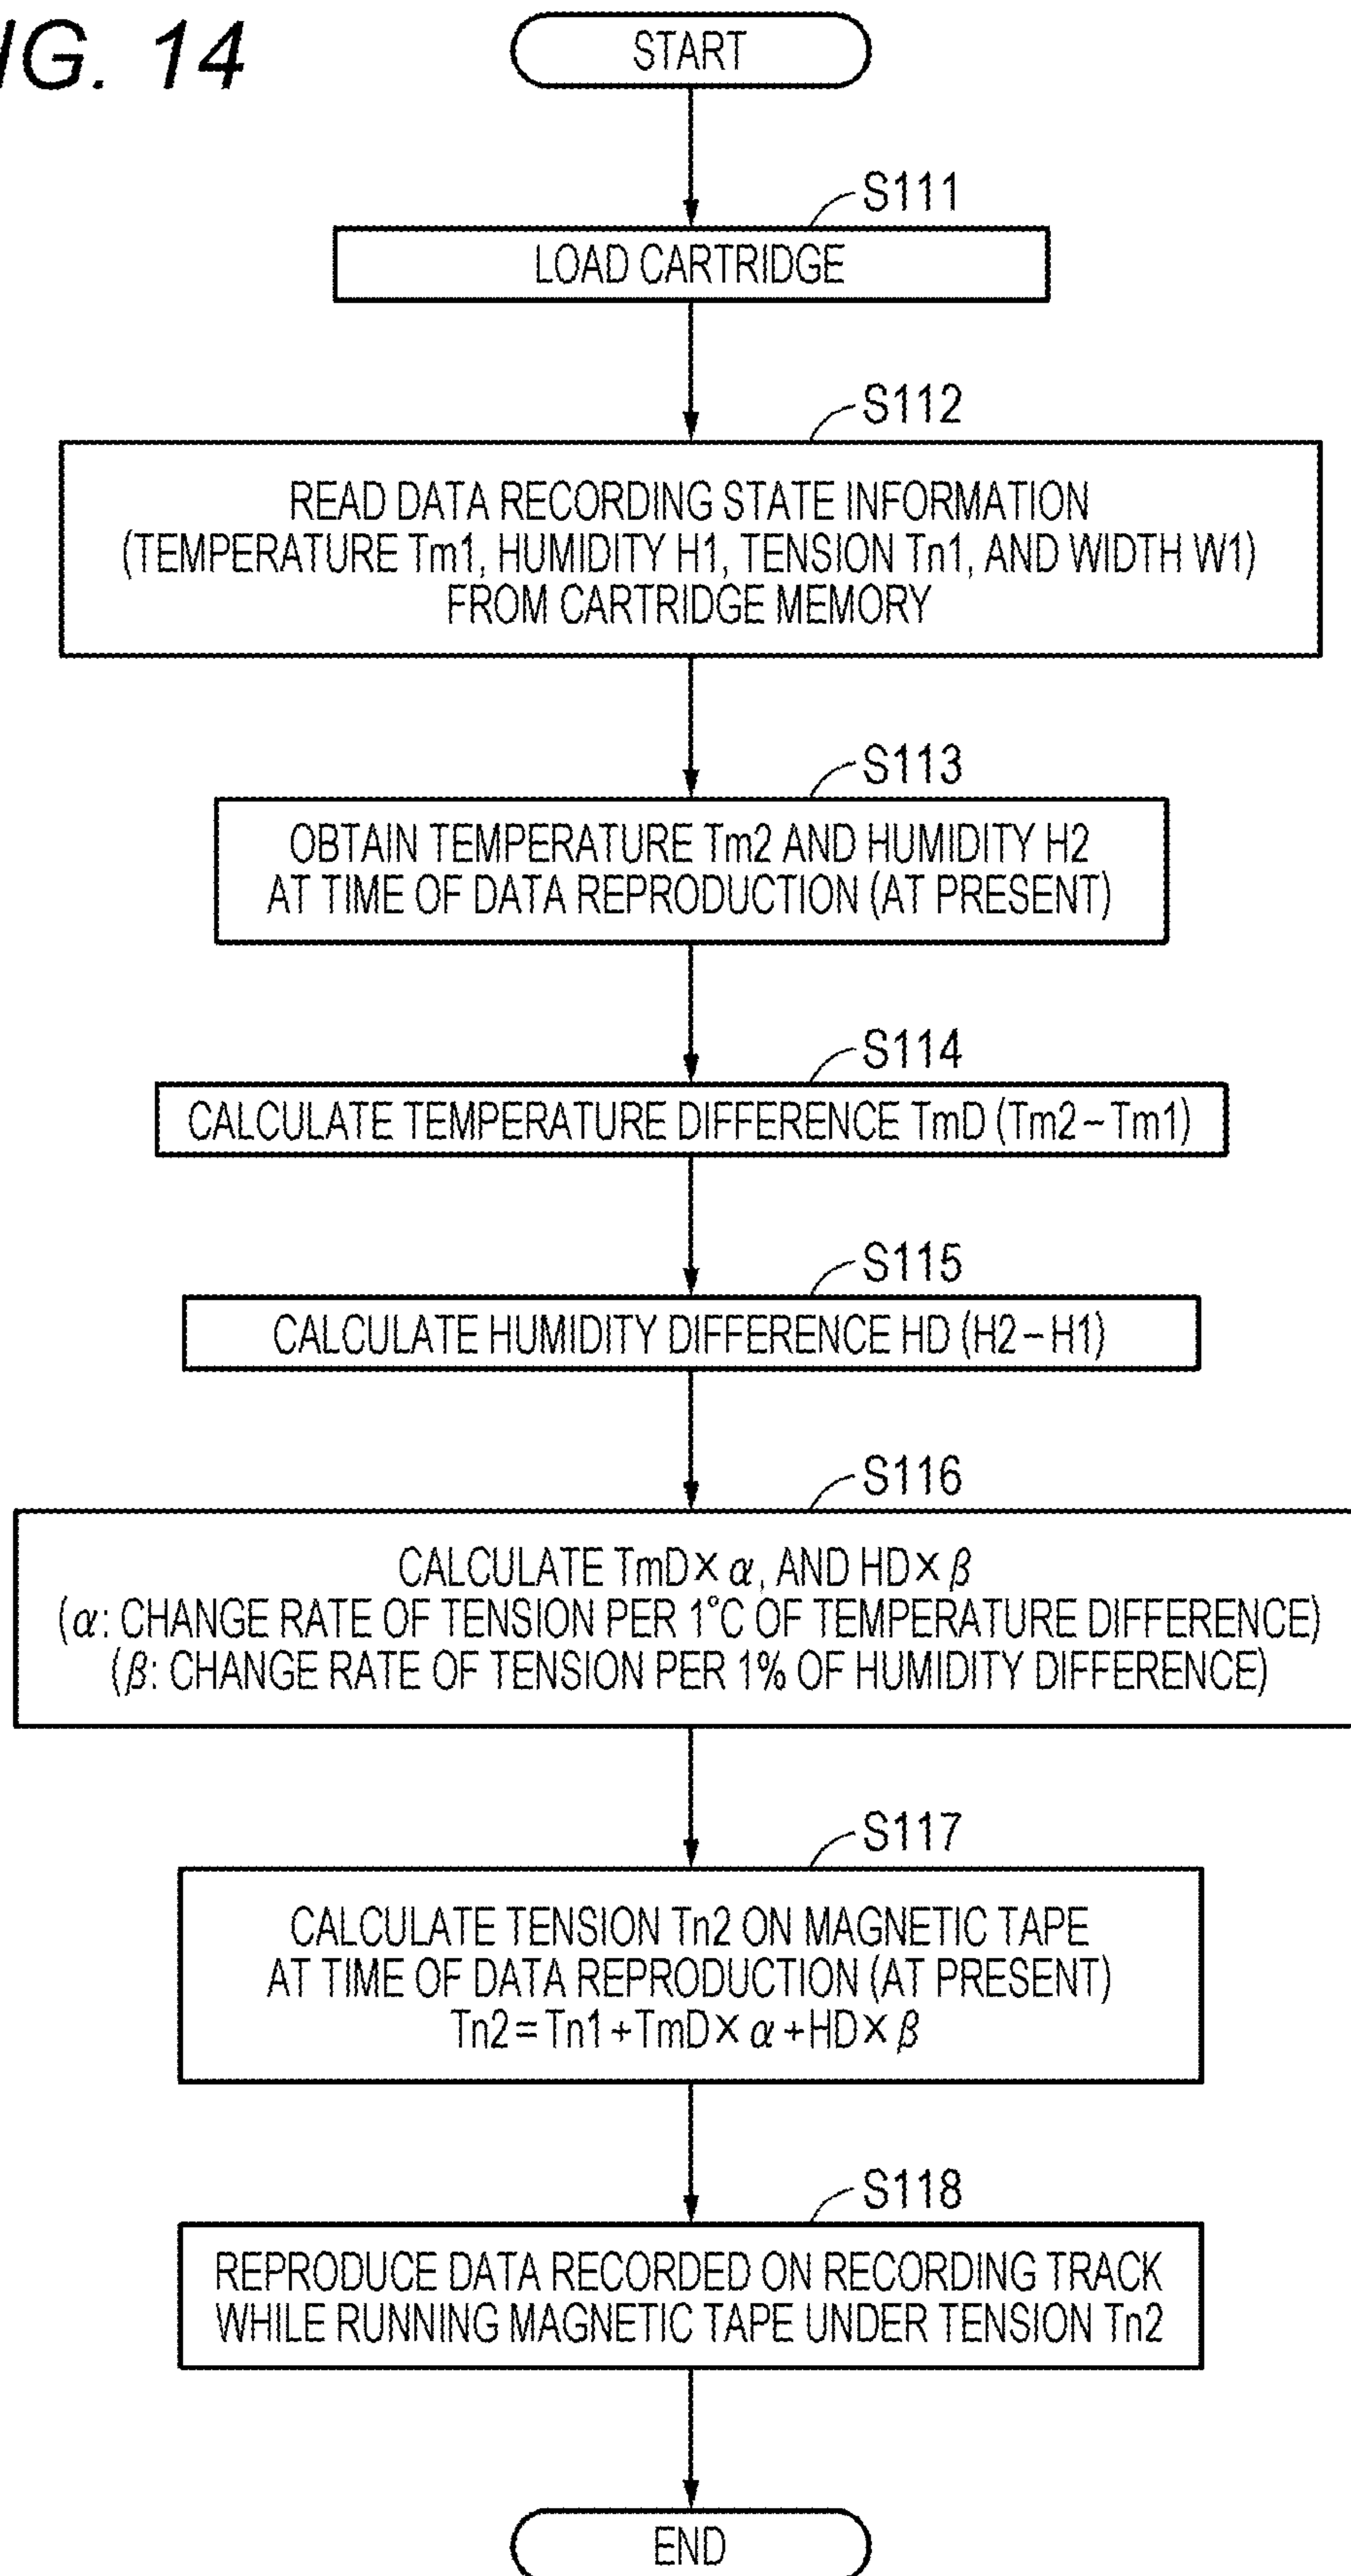 IG. 14
START
S111
LOAD CARTRIDGE
S112
READ DATA RECORDING STATE INFORMATION
(TEMPERATURE Tm1, HUMIDITY H1, TENSION Tn1, AND WIDTH W1)
FROM CARTRIDGE MEMORY
S113
OBTAIN TEMPERATURE Tm2 AND HUMIDITY H2
AT TIME OF DATA REPRODUCTION (AT PRESENT)
S114
CALCULATE TEMPERATURE DIFFERENCE TmD (Tm2−Tm1)
S115
CALCULATE HUMIDITY DIFFERENCE HD (H2−H1)
S116
CALCULATE TmD×α, AND HD×β
(α: CHANGE RATE OF TENSION PER 1°C OF TEMPERATURE DIFFERENCE)
(β: CHANGE RATE OF TENSION PER 1% OF HUMIDITY DIFFERENCE)
S117
CALCULATE TENSION Tn2 ON MAGNETIC TAPE
AT TIME OF DATA REPRODUCTION (AT PRESENT)
Tn2=Tn1+TmD×α+HD×β
S118
REPRODUCE DATA RECORDED ON RECORDING TRACK
WHILE RUNNING MAGNETIC TAPE UNDER TENSION Tn2
END